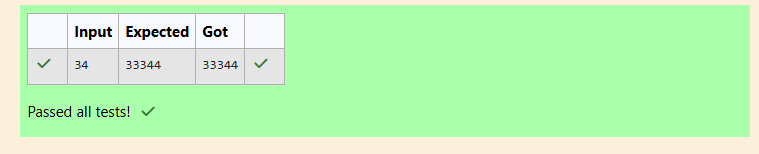 Input Expected Got
34 33344 33344
Passed all tests!